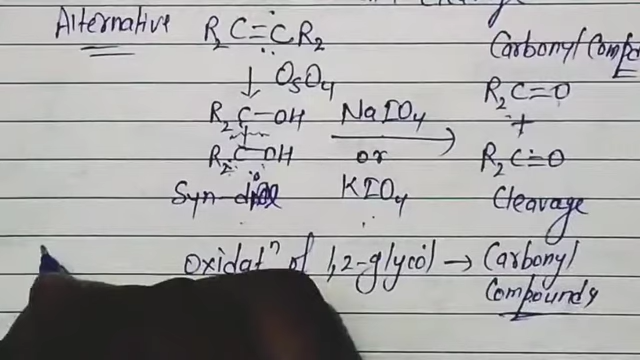 Change
Alternative R2C=CR2
Carbonyl Compo
↓ OsO4
R2C=O
R2C-OH NaIO4
+
R2C-OH or → R2C=O
Syn-diol KIO4 Cleavage
Oxidatⁿ of 1,2-glycol → Carbonyl
Compounds